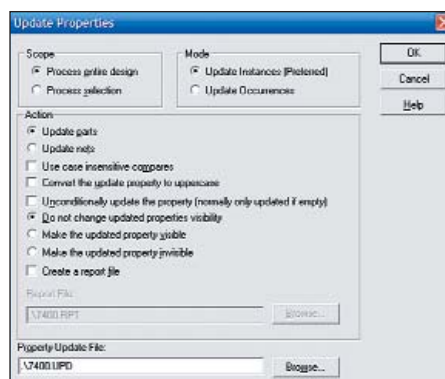 Update Properties
Scope
Process entire design
Process selection
Mode
Update Instances (Preferred)
Update Occurrences
OK
Cancel
Help
Action
Update parts
Update nets
Use case insensitive compares
Convert the update property to uppercase
Unconditionally update the property (normally only updated if empty)
Do not change updated properties visibility
Make the updated property visible
Make the updated property invisible
Create a report file
Report File:
.\7400.RPT
Browse...
Property Update File:
.\7400.UPD
Browse...